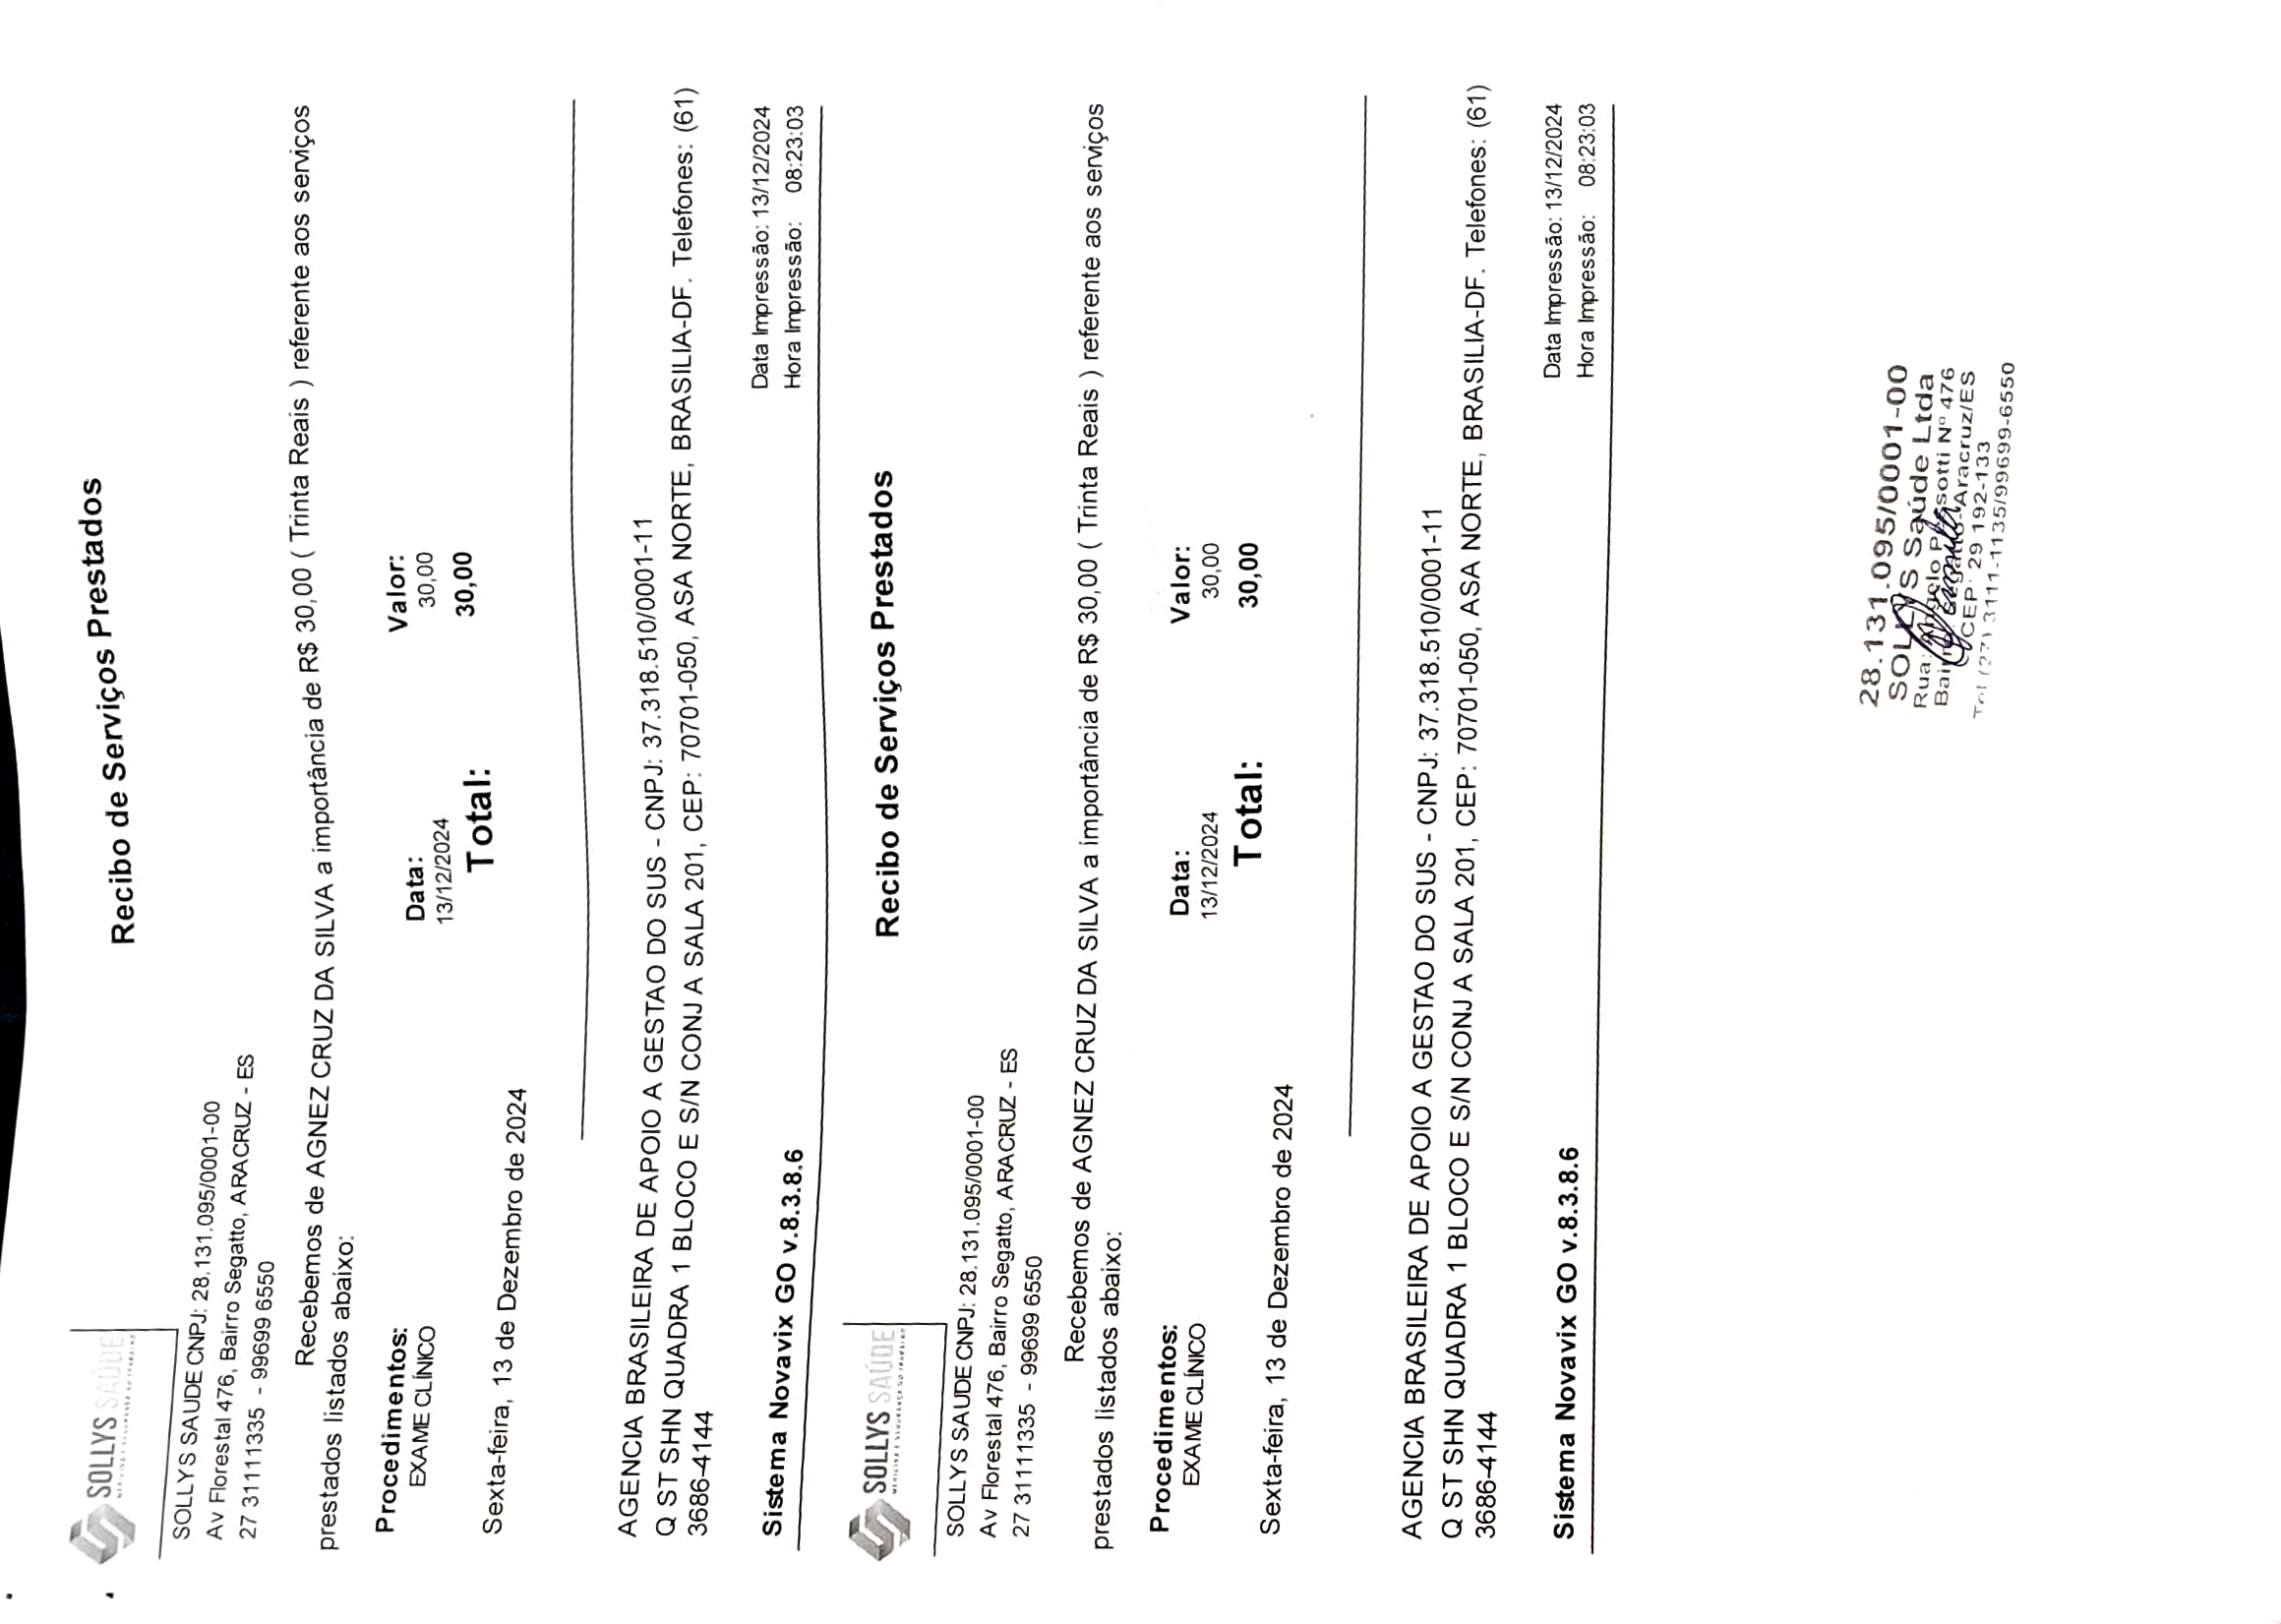 SOLLYS SAÚDE
MEDICINA E SEGURANÇA DO TRABALHO
Recibo de Serviços Prestados
SOLLYS SAUDE CNPJ: 28.131.095/0001-00
Av Florestal 476, Bairro Segatto, ARACRUZ - ES
27 31111335 - 99699 6550
Recebemos de AGNEZ CRUZ DA SILVA a importância de R$ 30,00 ( Trinta Reais ) referente aos serviços
prestados listados abaixo:
Procedimentos: Data: Valor:
EXAME CLÍNICO 13/12/2024 30,00
Total: 30,00
Sexta-feira, 13 de Dezembro de 2024
AGENCIA BRASILEIRA DE APOIO A GESTAO DO SUS - CNPJ: 37.318.510/0001-11
Q ST SHN QUADRA 1 BLOCO E S/N CONJ A SALA 201, CEP: 70701-050, ASA NORTE, BRASILIA-DF. Telefones: (61)
3686-4144
Data Impressão: 13/12/2024
Sistema Novavix GO v.8.3.8.6 Hora Impressão: 08:23:03
SOLLYS SAÚDE
MEDICINA E SEGURANÇA DO TRABALHO
Recibo de Serviços Prestados
SOLLYS SAUDE CNPJ: 28.131.095/0001-00
Av Florestal 476, Bairro Segatto, ARACRUZ - ES
27 31111335 - 99699 6550
Recebemos de AGNEZ CRUZ DA SILVA a importância de R$ 30,00 ( Trinta Reais ) referente aos serviços
prestados listados abaixo:
Procedimentos: Data: Valor:
EXAME CLÍNICO 13/12/2024 30,00
Total: 30,00
Sexta-feira, 13 de Dezembro de 2024
AGENCIA BRASILEIRA DE APOIO A GESTAO DO SUS - CNPJ: 37.318.510/0001-11
Q ST SHN QUADRA 1 BLOCO E S/N CONJ A SALA 201, CEP: 70701-050, ASA NORTE, BRASILIA-DF. Telefones: (61)
3686-4144
Data Impressão: 13/12/2024
Sistema Novavix GO v.8.3.8.6 Hora Impressão: 08:23:03
28.131.095/0001-00
SOLLYS Saúde Ltda
Rua: Angelo Nº 476
Bairro: Segatto-Aracruz/ES
CEP: 29 192-133
Tel (27) 3111-1135/99699-6550